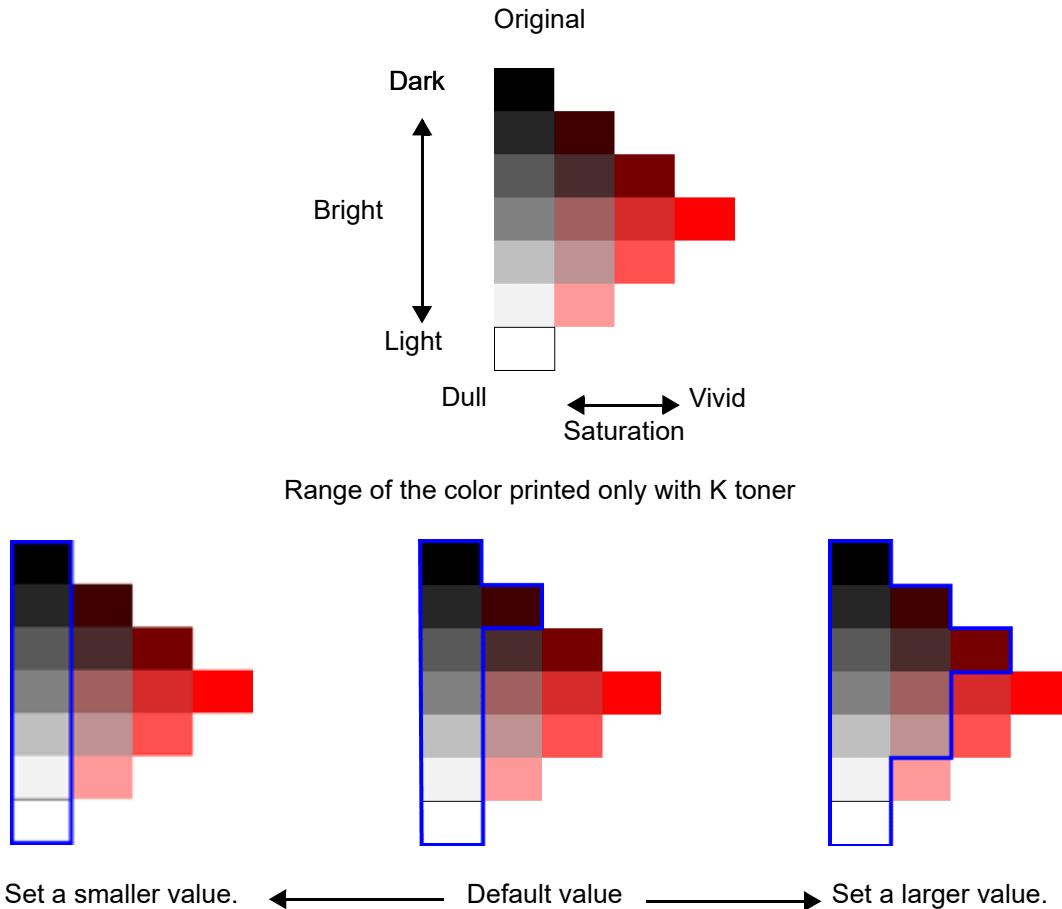 Original
Dark
Bright
Light
Dull
Vivid
Saturation
Range of the color printed only with K toner
Set a smaller value.
Default value
Set a larger value.